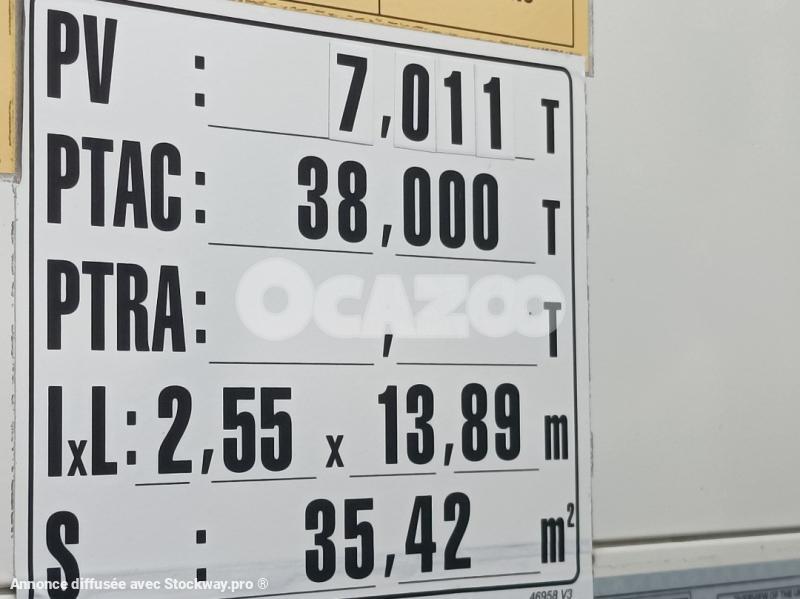 PV : 7,011 T
PTAC : 38,000 T
PTRA : , T
OCAZOO
IxL : 2,55 x 13,89 m
S : 35,42 m²
46958 V3
Annonce diffusée avec Stockway.pro ®